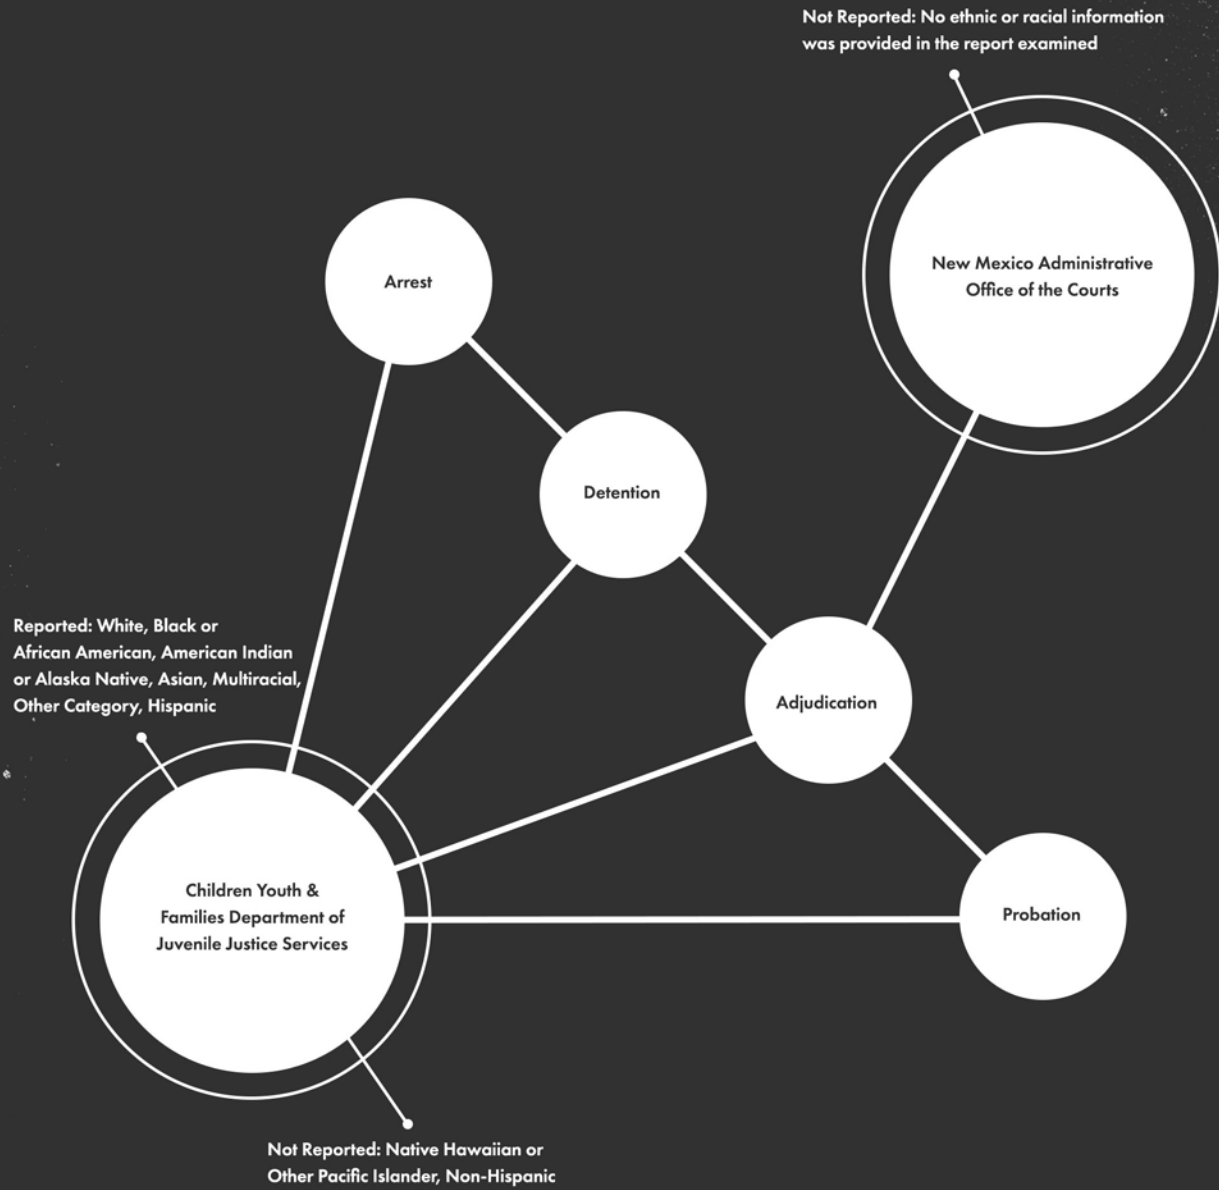 Not Reported: No ethnic or racial information
was provided in the report examined
New Mexico Administrative
Office of the Courts
Arrest
Detention
Reported: White, Black or
African American, American Indian
or Alaska Native, Asian, Multiracial,
Other Category, Hispanic
Adjudication
Children Youth &
Families Department of
Juvenile Justice Services
Probation
Not Reported: Native Hawaiian or
Other Pacific Islander, Non-Hispanic